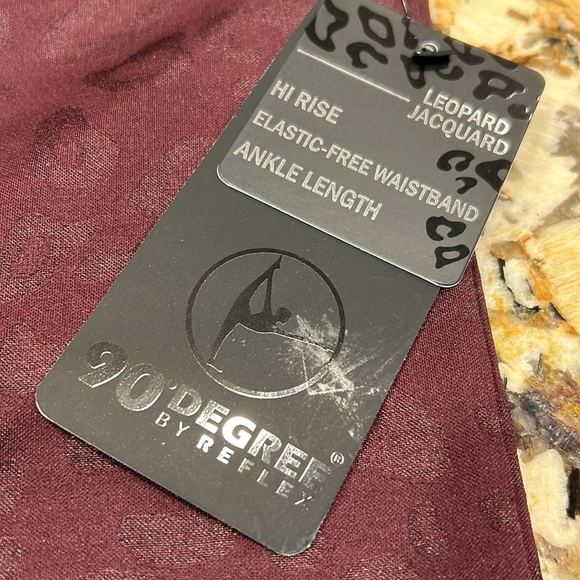 LEOPARD
JACQUARD
HI RISE
ELASTIC-FREE WAISTBAND
ANKLE LENGTH
90°DEGREE®
BY REFLEX